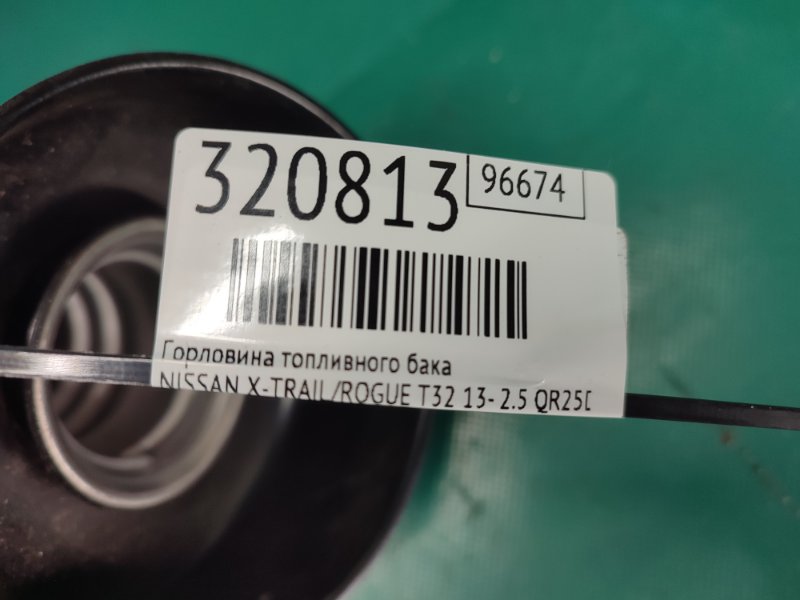 320813
96674
Горловина топливного бака
NISSAN X-TRAIL/ROGUE T32 13- 2.5 QR25